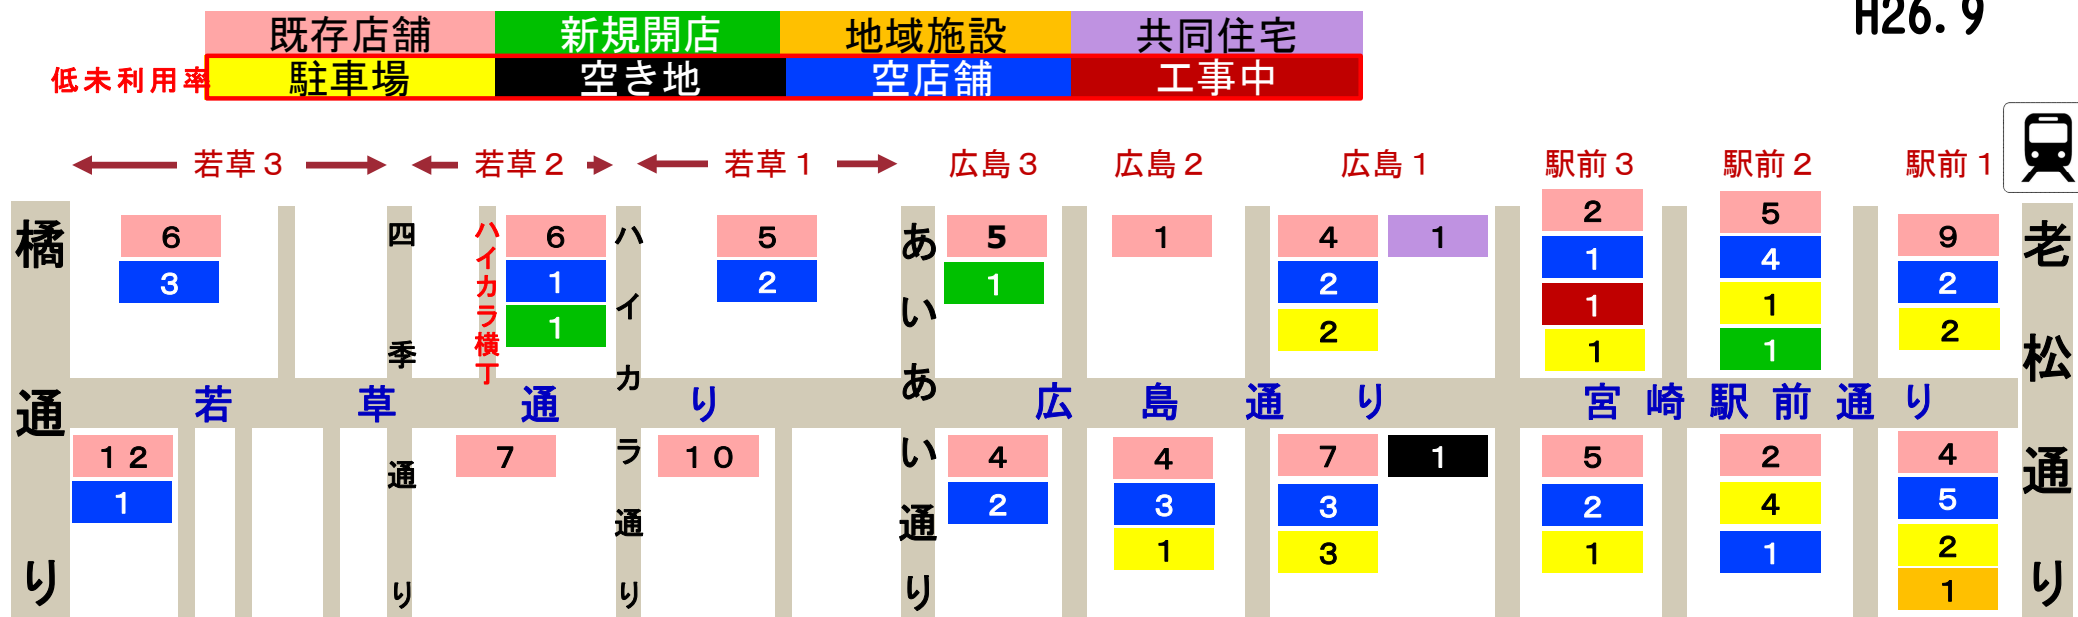 H26.9
既存店舗 新規開店 地域施設 共同住宅
低未利用率 駐車場 空き地 空店舗 工事中
若草３ 若草２ 若草１ 広島３ 広島２ 広島１ 駅前３ 駅前２ 駅前１
橘通り
四季通り
ハイカラ横丁
ハイカラ通り
あいあい通り
老松通り
6 6 5 5 1 4 1 2 5 9
3 1 2 1 2 1 4 2
1 2 1 1 2
1 1
若草通り 広島通り 宮崎駅前通り
１２ 7 １０ 4 4 7 1 5 2 4
1 2 3 3 2 4 5
1 3 1 1 2
1